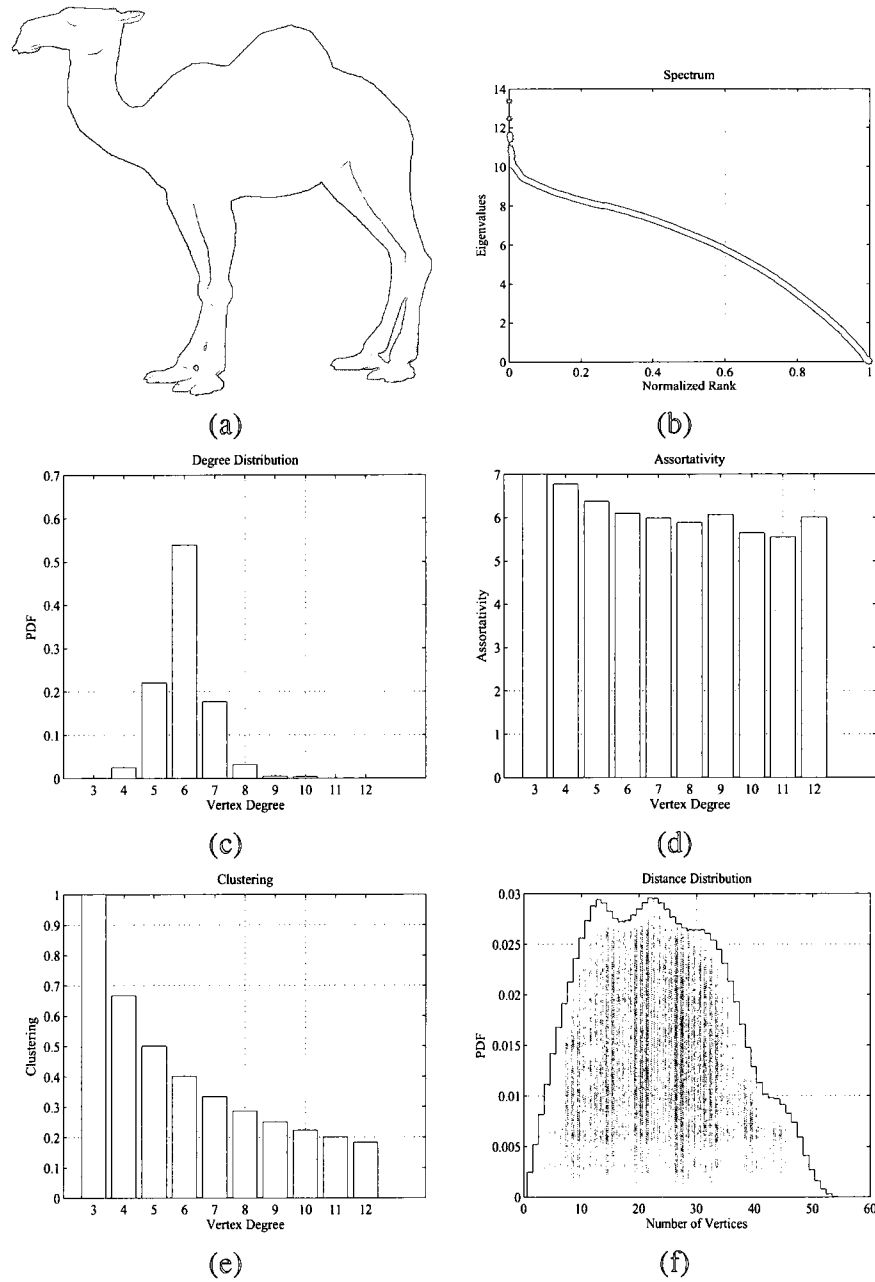 Spectrum
14
12
10
8
6
4
2
0
Eigenvalues
0 0.2 0.4 0.6 0.8 1
Normalized Rank
(a)
(b)
Degree Distribution
0.7
0.6
0.5
0.4
0.3
0.2
0.1
0
PDF
3 4 5 6 7 8 9 10 11 12
Vertex Degree
(c)
Assortativity
7
6
5
4
3
2
1
0
Assortativity
3 4 5 6 7 8 9 10 11 12
Vertex Degree
(d)
Clustering
1
0.9
0.8
0.7
0.6
0.5
0.4
0.3
0.2
0.1
0
Clustering
3 4 5 6 7 8 9 10 11 12
Vertex Degree
(e)
Distance Distribution
0.03
0.025
0.02
0.015
0.01
0.005
0
PDF
0 10 20 30 40 50 60
Number of Vertices
(f)